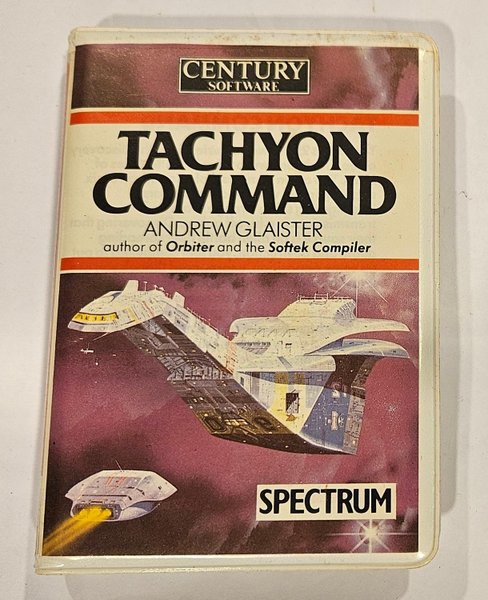 CENTURY
SOFTWARE
TACHYON
COMMAND
ANDREW GLAISTER
author of Orbiter and the Softek Compiler
SPECTRUM